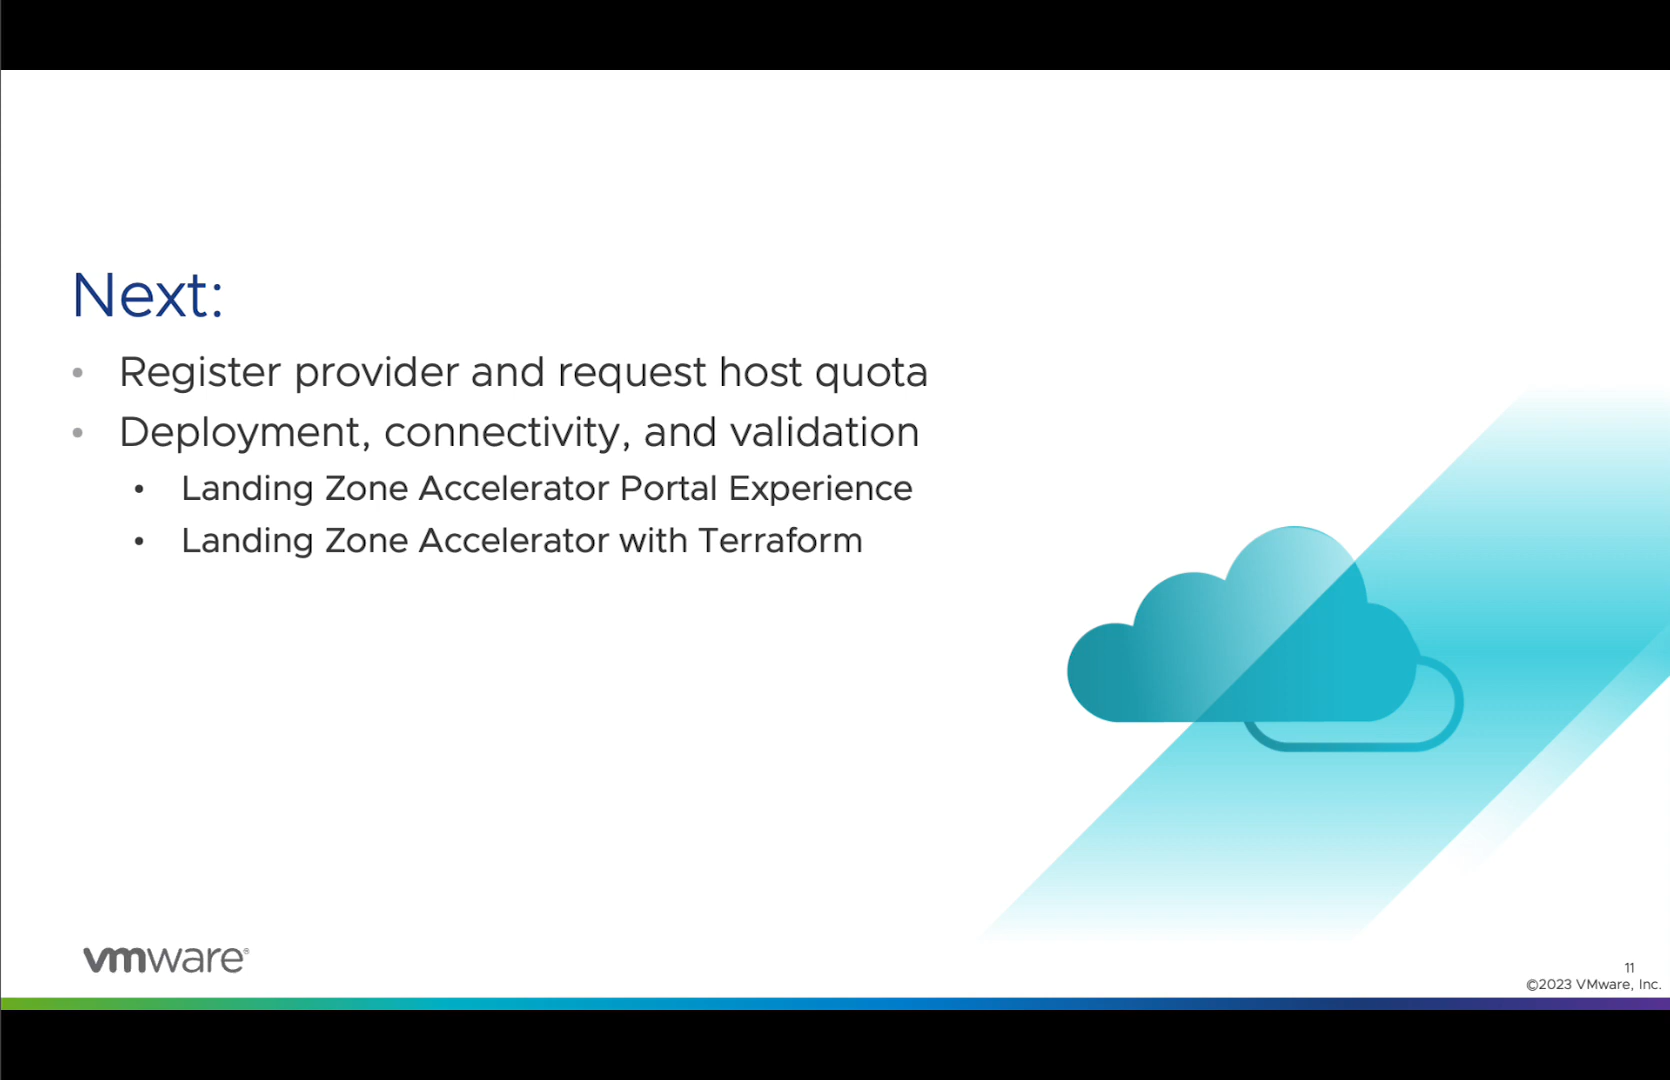 Next:
• Register provider and request host quota
• Deployment, connectivity, and validation
• Landing Zone Accelerator Portal Experience
• Landing Zone Accelerator with Terraform
vmware®
11
©2023 VMware, Inc.